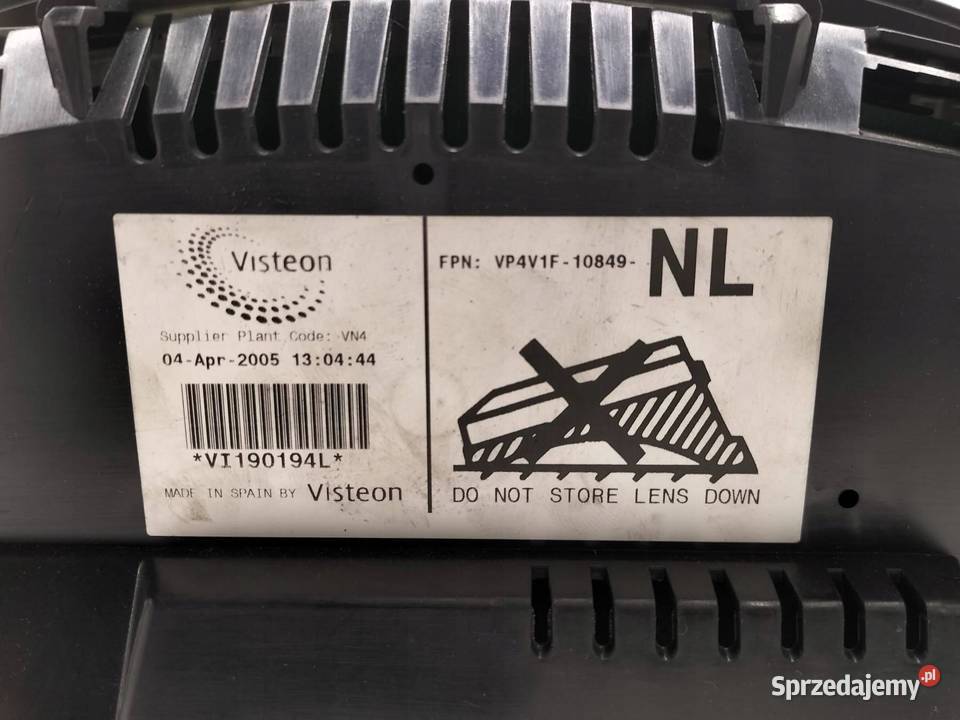 Visteon
Supplier Plant Code: VN4
04-Apr-2005 13:04:44
*VI190194L*
MADE IN SPAIN BY Visteon
FPN: VP4V1F-10849- NL
DO NOT STORE LENS DOWN
Sprzedajemy.pl